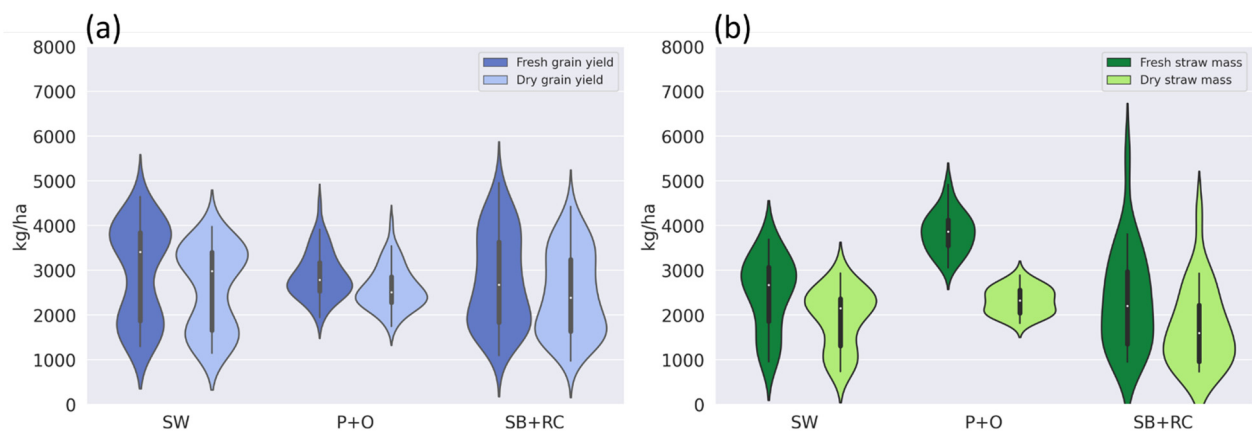 (a)
Fresh grain yield
Dry grain yield
kg/ha
8000
7000
6000
5000
4000
3000
2000
1000
0
SW P+O SB+RC
(b)
Fresh straw mass
Dry straw mass
kg/ha
8000
7000
6000
5000
4000
3000
2000
1000
0
SW P+O SB+RC